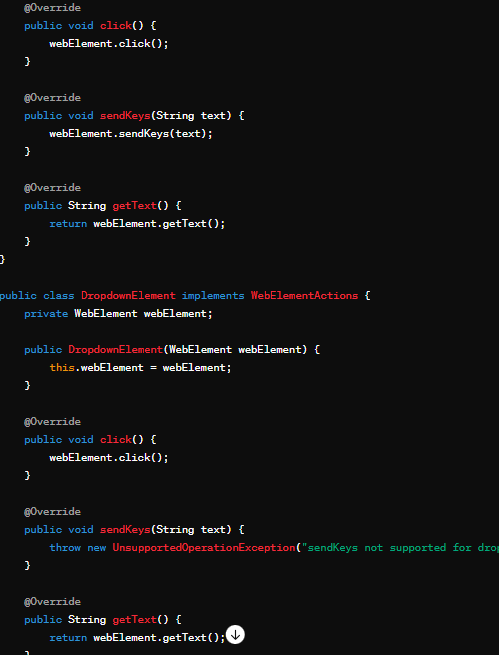 @Override
public void click() {
webElement.click();
}
@Override
public void sendKeys(String text) {
webElement.sendKeys(text);
}
@Override
public String getText() {
return webElement.getText();
}
}
public class DropdownElement implements WebElementActions {
private WebElement webElement;
public DropdownElement(WebElement webElement) {
this.webElement = webElement;
}
@Override
public void click() {
webElement.click();
}
@Override
public void sendKeys(String text) {
throw new UnsupportedOperationException("sendKeys not supported for
}
@Override
public String getText() {
return webElement.getText();